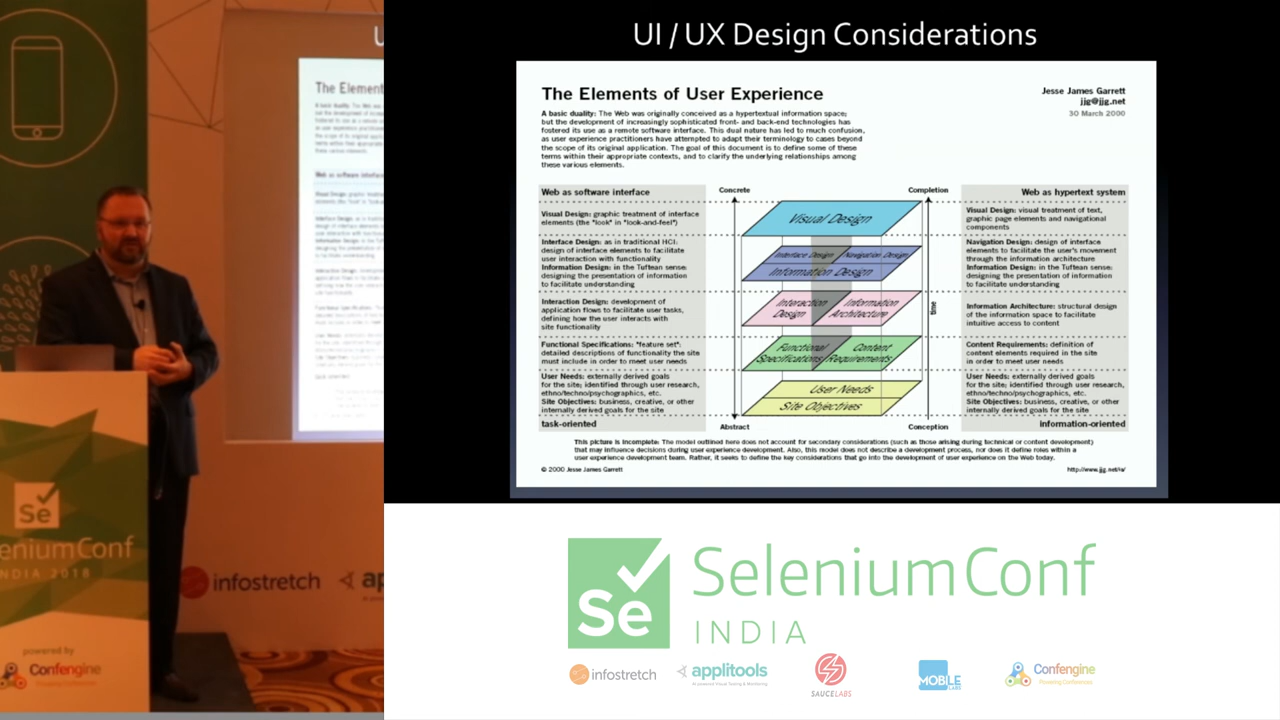 UI / UX Design Considerations
The Elements of User Experience
Jesse James Garrett
jjg@jjg.net
30 March 2000
A basic duality: The Web was originally conceived as a hypertextual information space;
but the development of increasingly sophisticated front- and back-end technologies has
fostered its use as a remote software interface. This dual nature has led to much confusion,
as user experience practitioners have attempted to adapt their terminology to cases beyond
the scope of its original application. The goal of this document is to define some of these
terms within their appropriate contexts, and to clarify the underlying relationships among
these various elements.
Web as software interface
Visual Design: graphic treatment of interface
elements (the "look" in "look-and-feel")
Interface Design: as in traditional HCI:
design of interface elements to facilitate
user interaction with functionality
Information Design: in the Tuftean sense:
designing the presentation of information
to facilitate understanding
Interaction Design: development of
application flows to facilitate user tasks,
defining how the user interacts with
site functionality
Functional Specifications: "feature set":
detailed descriptions of functionality the site
must include in order to meet user needs
User Needs: externally derived goals
for the site; identified through user research,
ethno/techno/psychographics, etc.
Site Objectives: business, creative, or other
internally derived goals for the site
task-oriented
Concrete
Completion
Visual Design
Interface Design
Navigation Design
Information Design
Interaction
Design
Information
Architecture
Functional
Specifications
Content
Requirements
User Needs
Site Objectives
time
Abstract
Conception
Web as hypertext system
Visual Design: visual treatment of text,
graphic page elements and navigational
components
Navigation Design: design of interface
elements to facilitate the user's movement
through the information architecture
Information Design: in the Tuftean sense:
designing the presentation of information
to facilitate understanding
Information Architecture: structural design
of the information space to facilitate
intuitive access to content
Content Requirements: definition of
content elements required in the site
in order to meet user needs
User Needs: externally derived goals
for the site; identified through user research,
ethno/techno/psychographics, etc.
Site Objectives: business, creative, or other
internally derived goals for the site
information-oriented
This picture is incomplete: The model outlined here does not account for secondary considerations (such as those arising during technical or content development)
that may influence decisions during user experience development. Also, this model does not describe a development process, nor does it define roles within a
user experience development team. Rather, it seeks to define the key considerations that go into the development of user experience on the Web today.
© 2000 Jesse James Garrett
http://www.jjg.net/ia/
Se
SeleniumConf
INDIA
infostretch
applitools
SAUCELABS
MOBILE
LABS
Confengine
The Element
Web as software interface
Se
eniumConf
NDIA 2018
infostretch
ap
powered by
Confengine